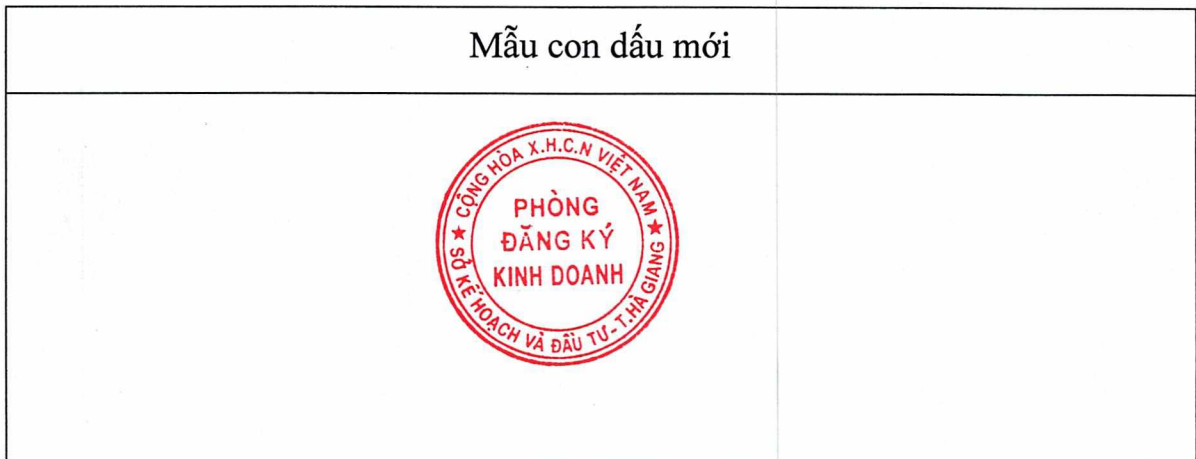 Mẫu con dấu mới
CỘNG HÒA X.H.C.N VIỆT NAM
PHÒNG
ĐĂNG KÝ
KINH DOANH
SỞ KẾ HOẠCH VÀ ĐẦU TƯ-T.HÀ GIANG